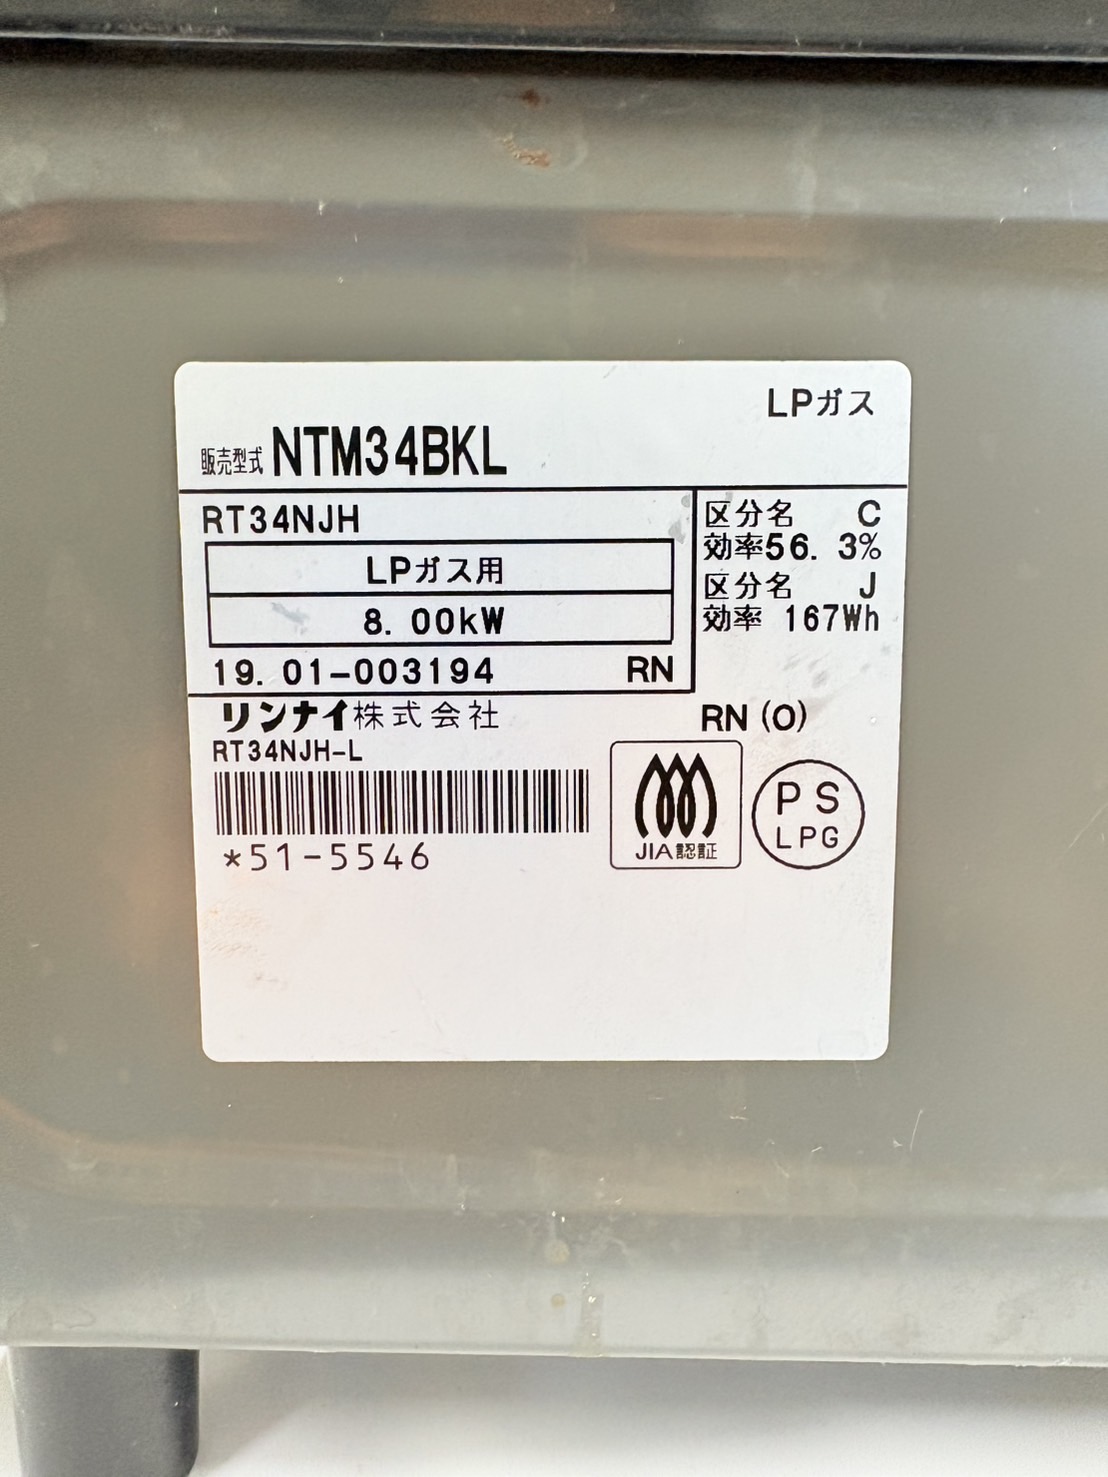 LPガス
販売型式 NTM34BKL
RT34NJH
LPガス用
8.00kW
19.01-003194 RN
区分名 C
効率56.3%
区分名 J
効率 167Wh
リンナイ株式会社
RN(O)
RT34NJH-L
*51-5546
JIA認証
PS
LPG